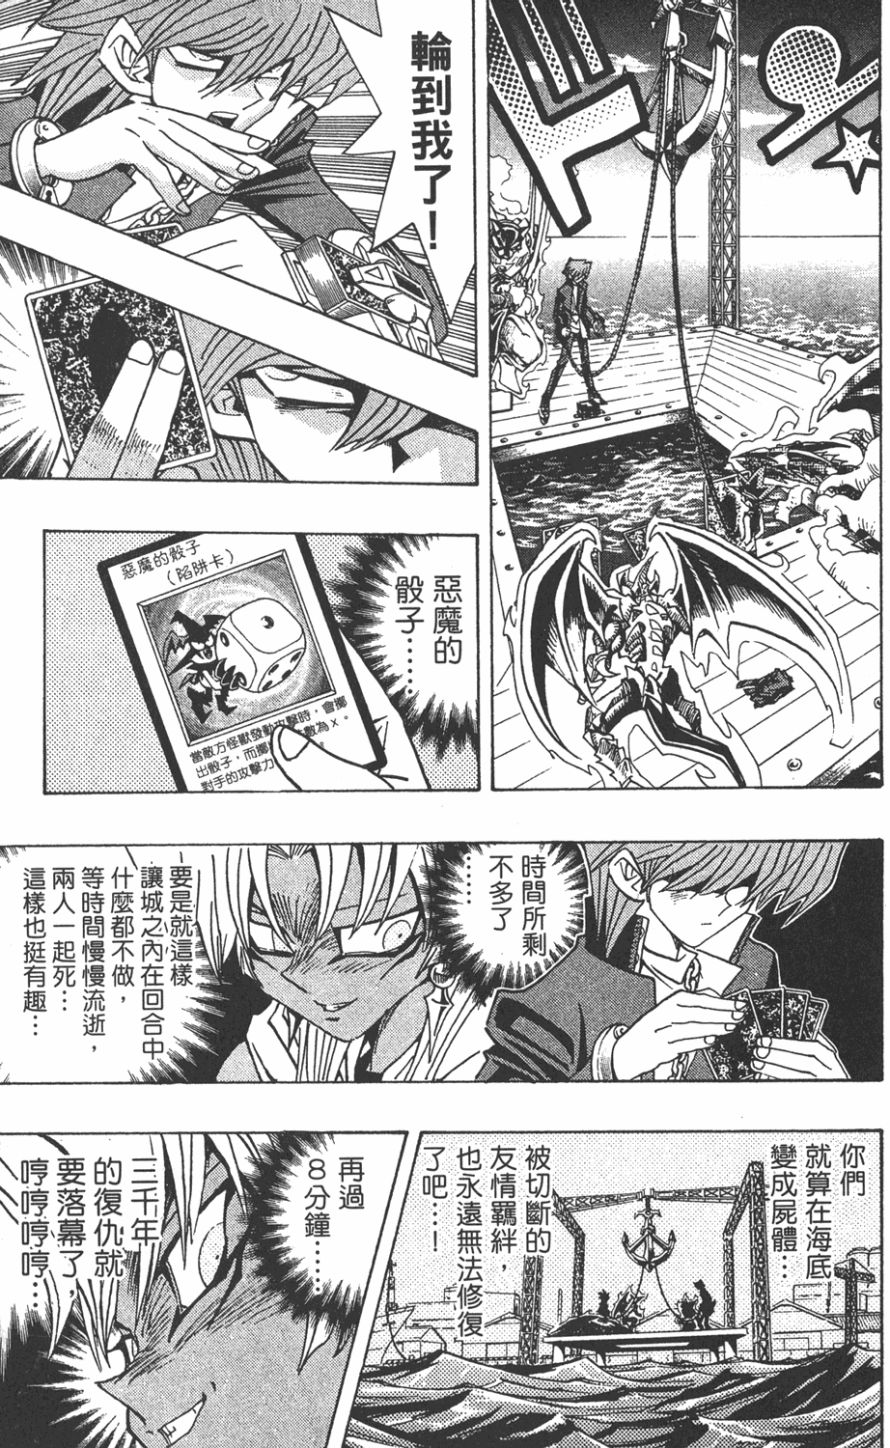 ドッ
輪到我了！
惡魔的
骰子……
惡魔的骰子
（陷阱卡）
當敵方怪獸發動攻擊時，會擲
出骰子，而擲
數為x。
對手的攻擊力
時間所剩
不多了
……
要是就這樣
讓城之內在回合中
什麼都不做，
等時間慢慢流逝，
兩人一起死…
這樣也挺有趣…
你們
就算在海底
變成屍體…
被切斷的
友情羈絆，
也永遠無法修復
了吧…！
再過
8分鐘……
三千年
的復仇就
要落幕了，
哼哼哼哼…